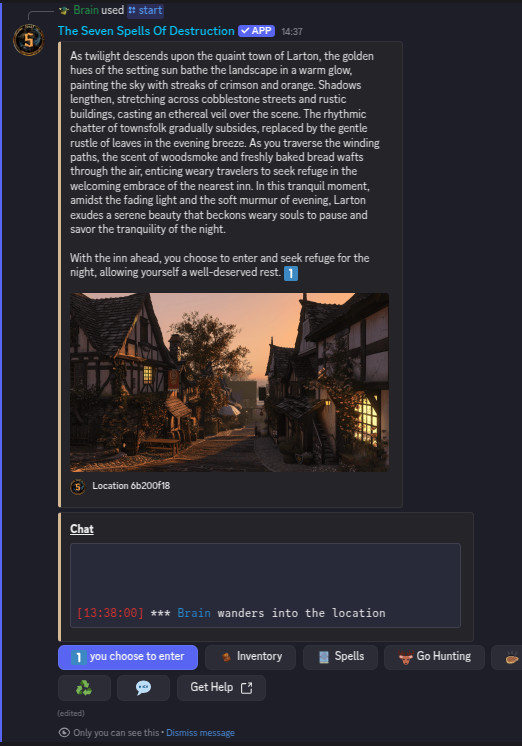 Brain used start
The Seven Spells Of Destruction APP 14:37
As twilight descends upon the quaint town of Larton, the golden
hues of the setting sun bathe the landscape in a warm glow,
painting the sky with streaks of crimson and orange. Shadows
lengthen, stretching across cobblestone streets and rustic
buildings, casting an ethereal veil over the scene. The rhythmic
chatter of townsfolk gradually subsides, replaced by the gentle
rustle of leaves in the evening breeze. As you traverse the winding
paths, the scent of woodsmoke and freshly baked bread wafts
through the air, enticing weary travelers to seek refuge in the
welcoming embrace of the nearest inn. In this tranquil moment,
amidst the fading light and the soft murmur of evening, Larton
exudes a serene beauty that beckons weary souls to pause and
savor the tranquility of the night.
With the inn ahead, you choose to enter and seek refuge for the
night, allowing yourself a well-deserved rest. 1
Location 6b200f18
Chat
[13:38:00] *** Brain wanders into the location
1 you choose to enter Inventory Spells Go Hunting
Get Help
(edited)
Only you can see this • Dismiss message